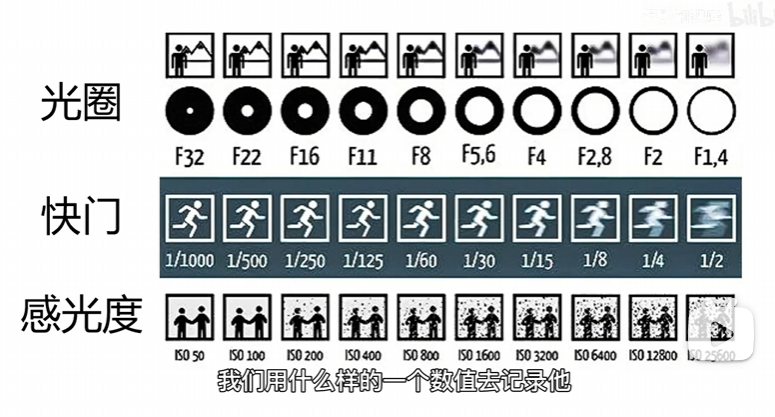 bilibili
光圈
F32 F22 F16 F11 F8 F5,6 F4 F2,8 F2 F1,4
快门
1/1000 1/500 1/250 1/125 1/60 1/30 1/15 1/8 1/4 1/2
感光度
ISO 50 ISO 100 ISO 200 ISO 400 ISO 800 ISO 1600 ISO 3200 ISO 6400 ISO 12800 ISO 25600
我们用什么样的一个数值去记录他